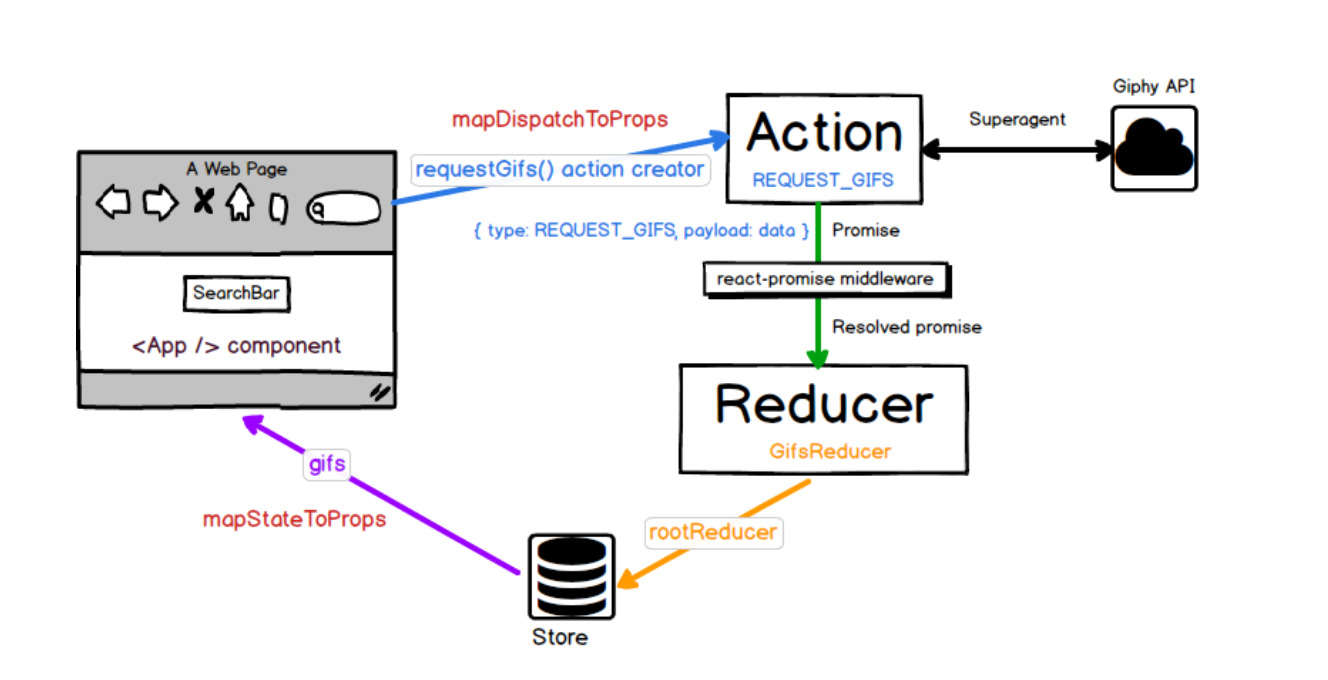 Giphy API
mapDispatchToProps
Action
Superagent
A Web Page
requestGifs() action creator
REQUEST_GIFS
{ type: REQUEST_GIFS, payload: data }
Promise
react-promise middleware
SearchBar
Resolved promise
<App /> component
Reducer
GifsReducer
gifs
mapStateToProps
rootReducer
Store